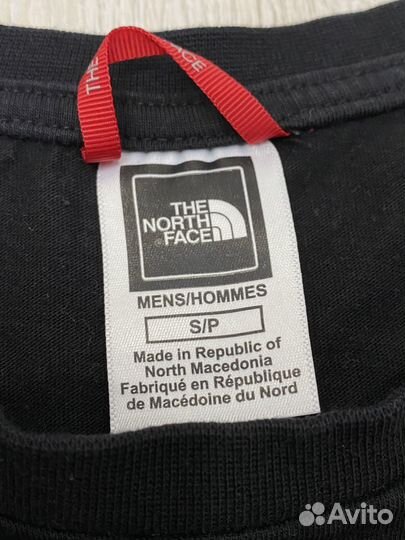 THE
FACE
THE
NORTH
FACE
MENS/HOMMES
S/P
Made in Republic of
North Macedonia
Fabriqué en République
de Macédoine du Nord
Avito